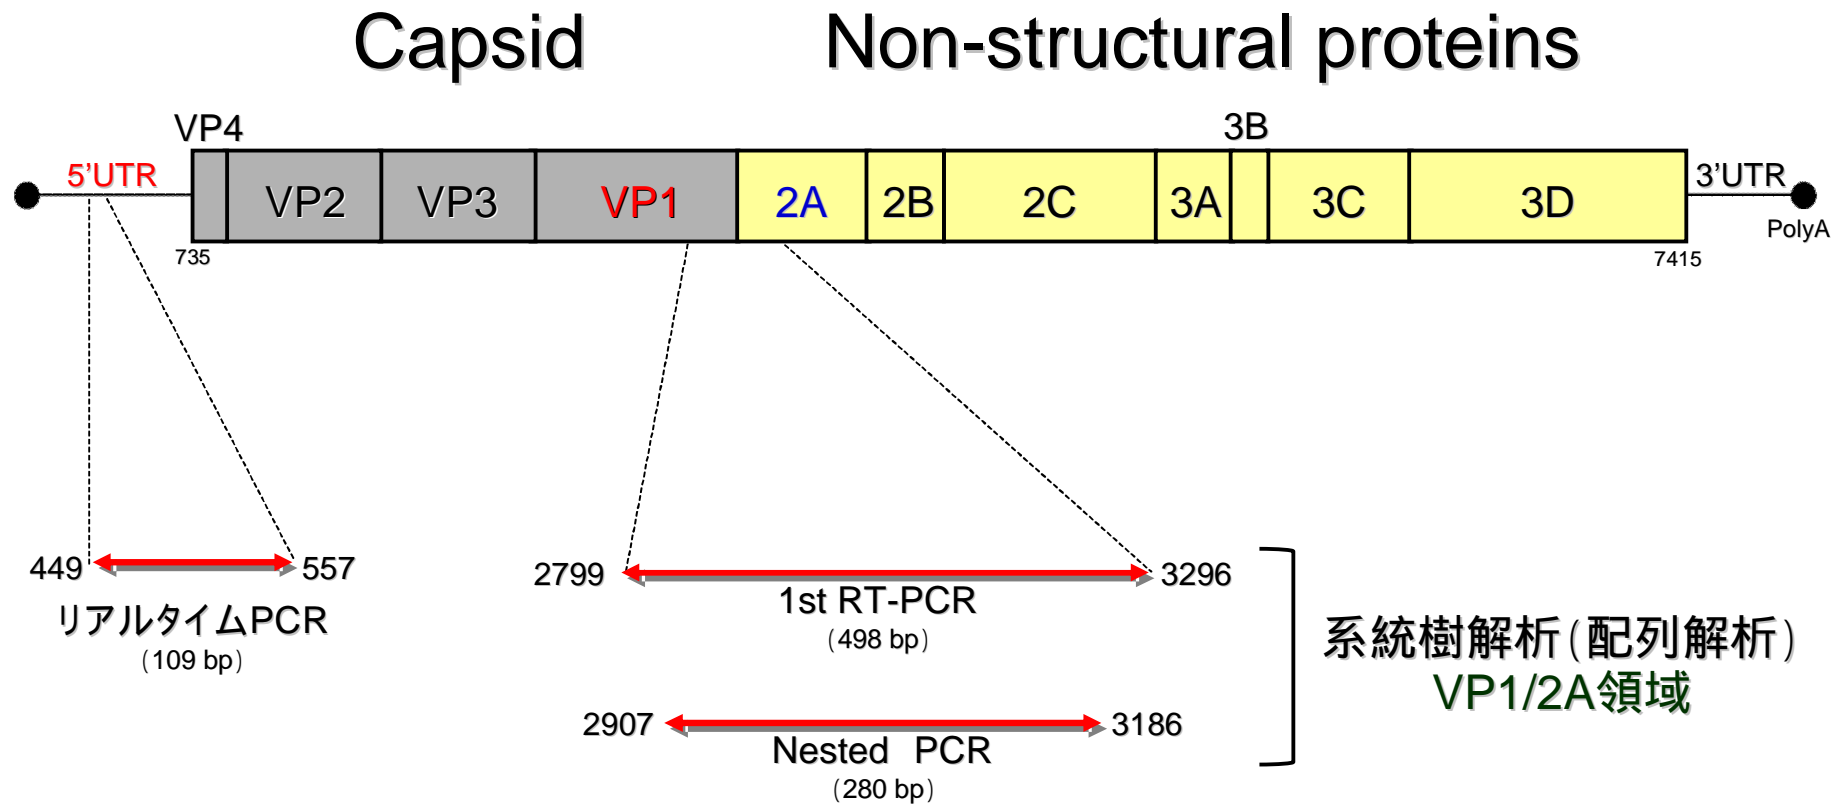 Capsid
Non-structural proteins
VP4
3B
5’UTR
VP2
VP3
VP1
2A
2B
2C
3A
3C
3D
3’UTR
PolyA
735
7415
449
557
リアルタイムPCR
(109 bp)
2799
3296
1st RT-PCR
(498 bp)
2907
3186
Nested PCR
(280 bp)
系統樹解析(配列解析)
VP1/2A領域